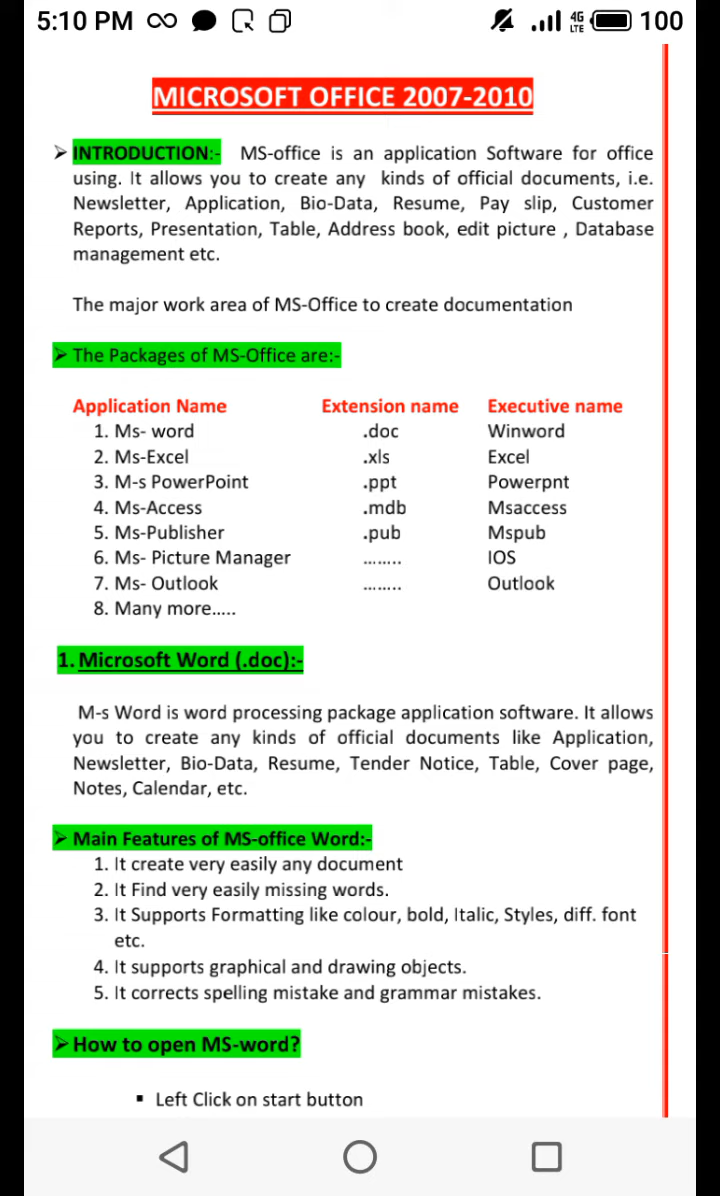 5:10 PM
4G LTE 100
MICROSOFT OFFICE 2007-2010
➢ INTRODUCTION:- MS-office is an application Software for office
using. It allows you to create any kinds of official documents, i.e.
Newsletter, Application, Bio-Data, Resume, Pay slip, Customer
Reports, Presentation, Table, Address book, edit picture , Database
management etc.
The major work area of MS-Office to create documentation
➢ The Packages of MS-Office are:-
Application Name Extension name Executive name
1. Ms- word .doc Winword
2. Ms-Excel .xls Excel
3. M-s PowerPoint .ppt Powerpnt
4. Ms-Access .mdb Msaccess
5. Ms-Publisher .pub Mspub
6. Ms- Picture Manager ........ IOS
7. Ms- Outlook ........ Outlook
8. Many more.....
1. Microsoft Word (.doc):-
M-s Word is word processing package application software. It allows
you to create any kinds of official documents like Application,
Newsletter, Bio-Data, Resume, Tender Notice, Table, Cover page,
Notes, Calendar, etc.
➢ Main Features of MS-office Word:-
1. It create very easily any document
2. It Find very easily missing words.
3. It Supports Formatting like colour, bold, Italic, Styles, diff. font
etc.
4. It supports graphical and drawing objects.
5. It corrects spelling mistake and grammar mistakes.
➢ How to open MS-word?
▪ Left Click on start button